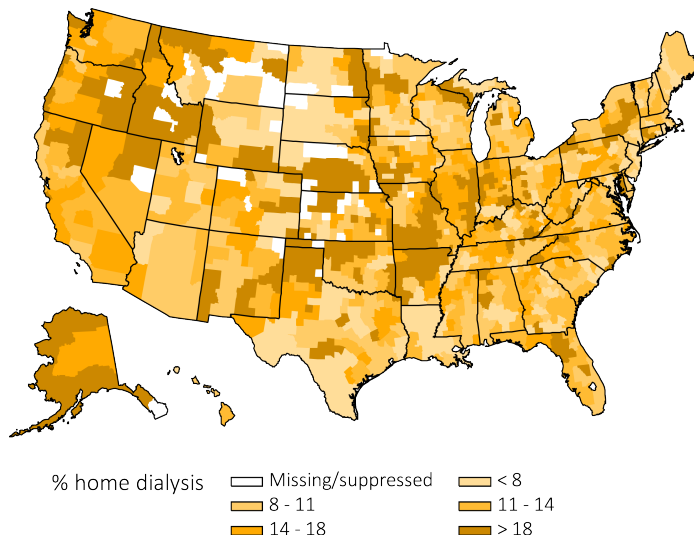 % home dialysis
Missing/suppressed
< 8
8 - 11
11 - 14
14 - 18
> 18